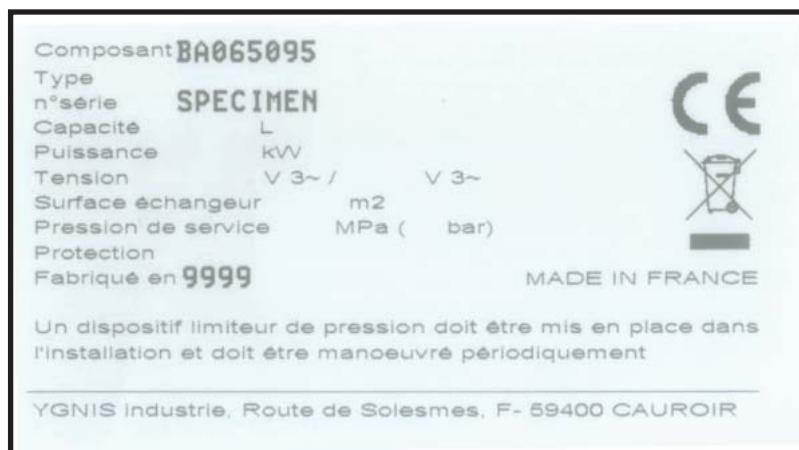 Composant BA065095
Type
n°série SPECIMEN
Capacité L
Puissance kW
Tension V 3~ / V 3~
Surface échangeur m2
Pression de service MPa ( bar)
Protection
Fabriqué en 9999 MADE IN FRANCE
Un dispositif limiteur de pression doit être mis en place dans
l'installation et doit être manoeuvré périodiquement
YGNIS industrie, Route de Solesmes, F- 59400 CAUROIR
CE